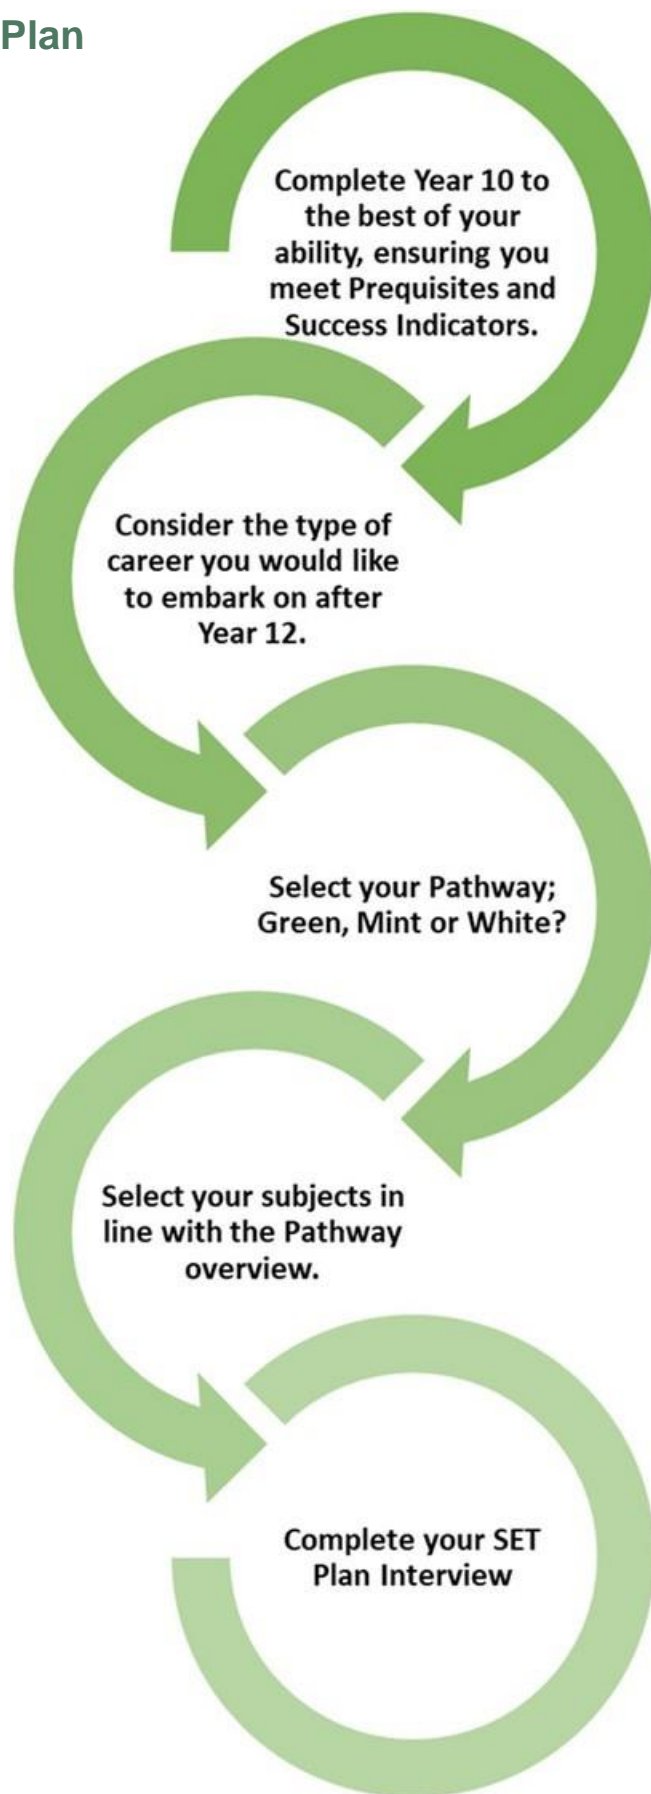 Plan
Complete Year 10 to
the best of your
ability, ensuring you
meet Prequisites and
Success Indicators.
Consider the type of
career you would like
to embark on after
Year 12.
Select your Pathway;
Green, Mint or White?
Select your subjects in
line with the Pathway
overview.
Complete your SET
Plan Interview